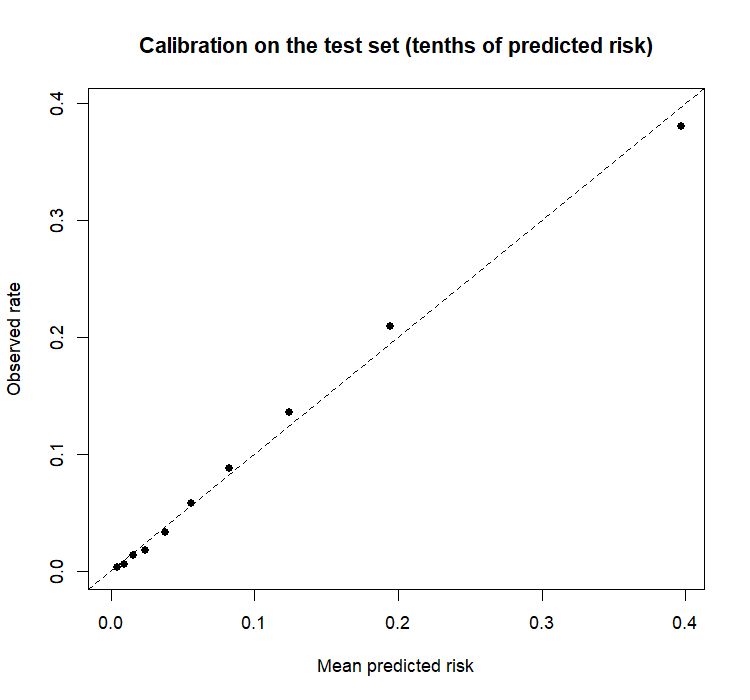 Calibration on the test set (tenths of predicted risk)
Observed rate
0.4
0.3
0.2
0.1
0.0
0.0 0.1 0.2 0.3 0.4
Mean predicted risk